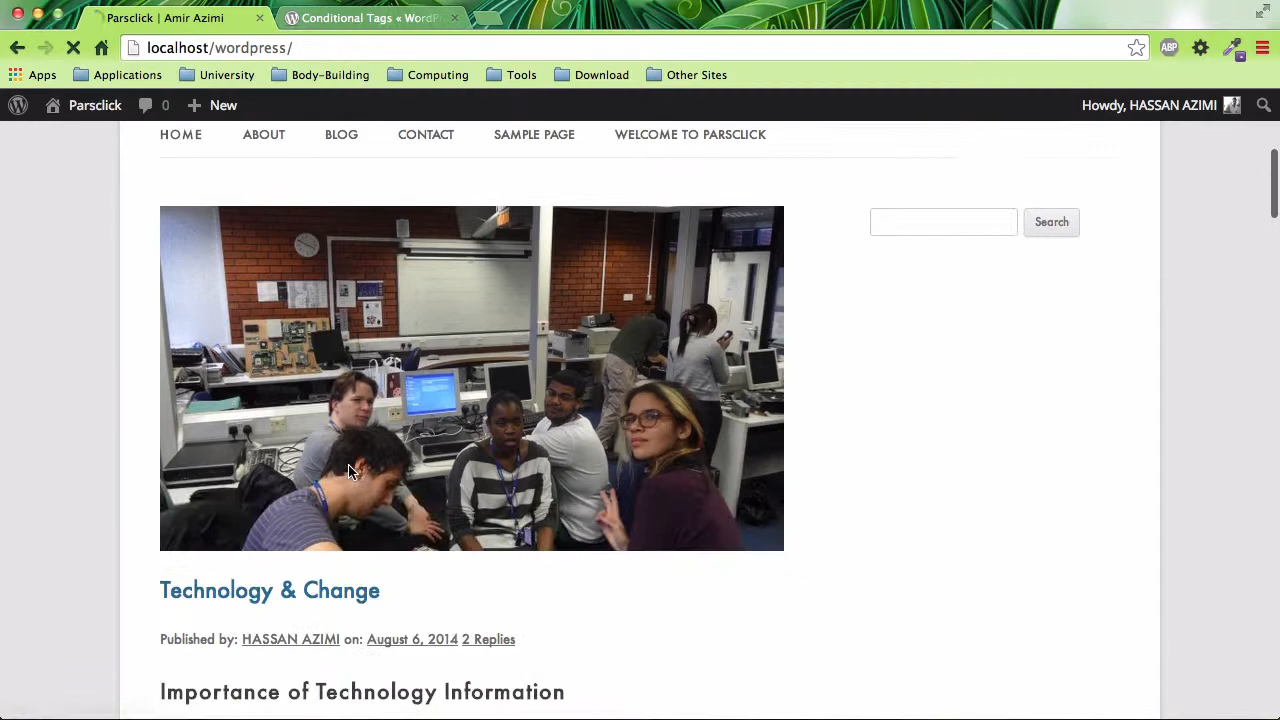 Parsclick | Amir Azimi
Conditional Tags « WordPr
localhost/wordpress/
ABP
Apps
Applications
University
Body-Building
Computing
Tools
Download
Other Sites
Parsclick
0
New
Howdy, HASSAN AZIMI
HOME
ABOUT
BLOG
CONTACT
SAMPLE PAGE
WELCOME TO PARSCLICK
Search
Technology & Change
Published by: HASSAN AZIMI on: August 6, 2014 2 Replies
Importance of Technology Information